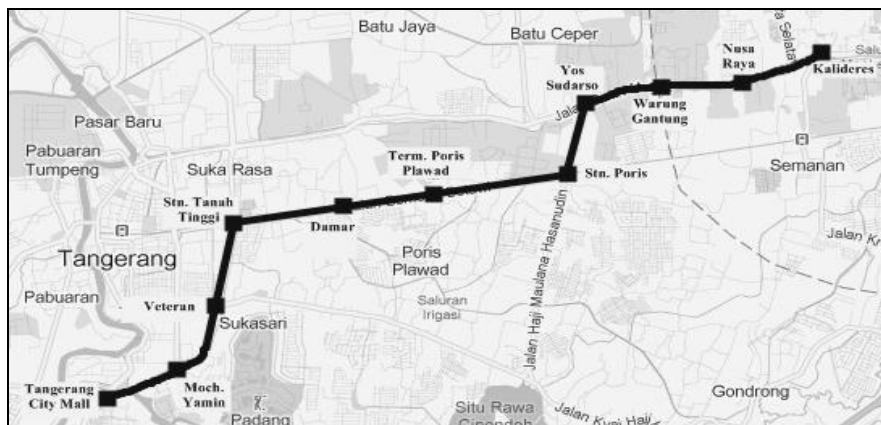 Batu Jaya
Batu Ceper
Nusa
Raya
Kalideres
Yos
Sudarso
Warung
Gantung
Pasar Baru
Pabuaran
Tumpeng
Suka Rasa
Term. Poris
Plawad
Stn. Poris
Semanan
Stn. Tanah
Tinggi
Damar
Tangerang
Poris
Plawad
Jalan Haji Maulana Hasanudin
Pabuaran
Veteran
Sukasari
Saluran
Irigasi
Tangerang
City Mall
Moch.
Yamin
Padang
Situ Rawa
Gondrong